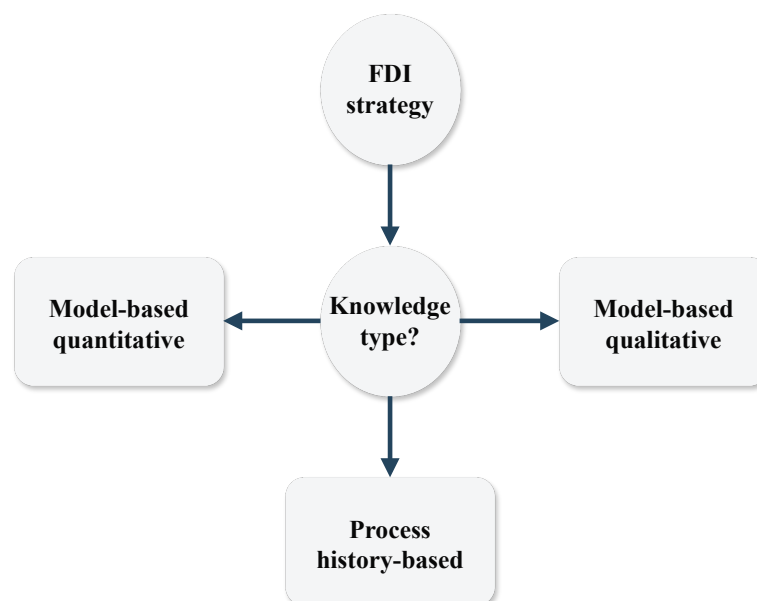 FDI
strategy
Model-based
quantitative
Knowledge
type?
Model-based
qualitative
Process
history-based